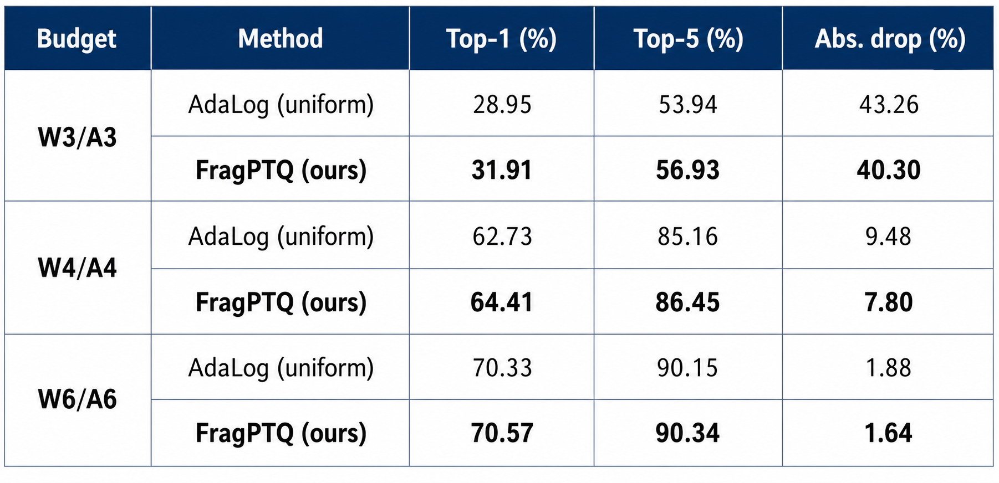 Budget Method Top-1 (%) Top-5 (%) Abs. drop (%)
W3/A3 AdaLog (uniform) 28.95 53.94 43.26
FragPTQ (ours) 31.91 56.93 40.30
W4/A4 AdaLog (uniform) 62.73 85.16 9.48
FragPTQ (ours) 64.41 86.45 7.80
W6/A6 AdaLog (uniform) 70.33 90.15 1.88
FragPTQ (ours) 70.57 90.34 1.64